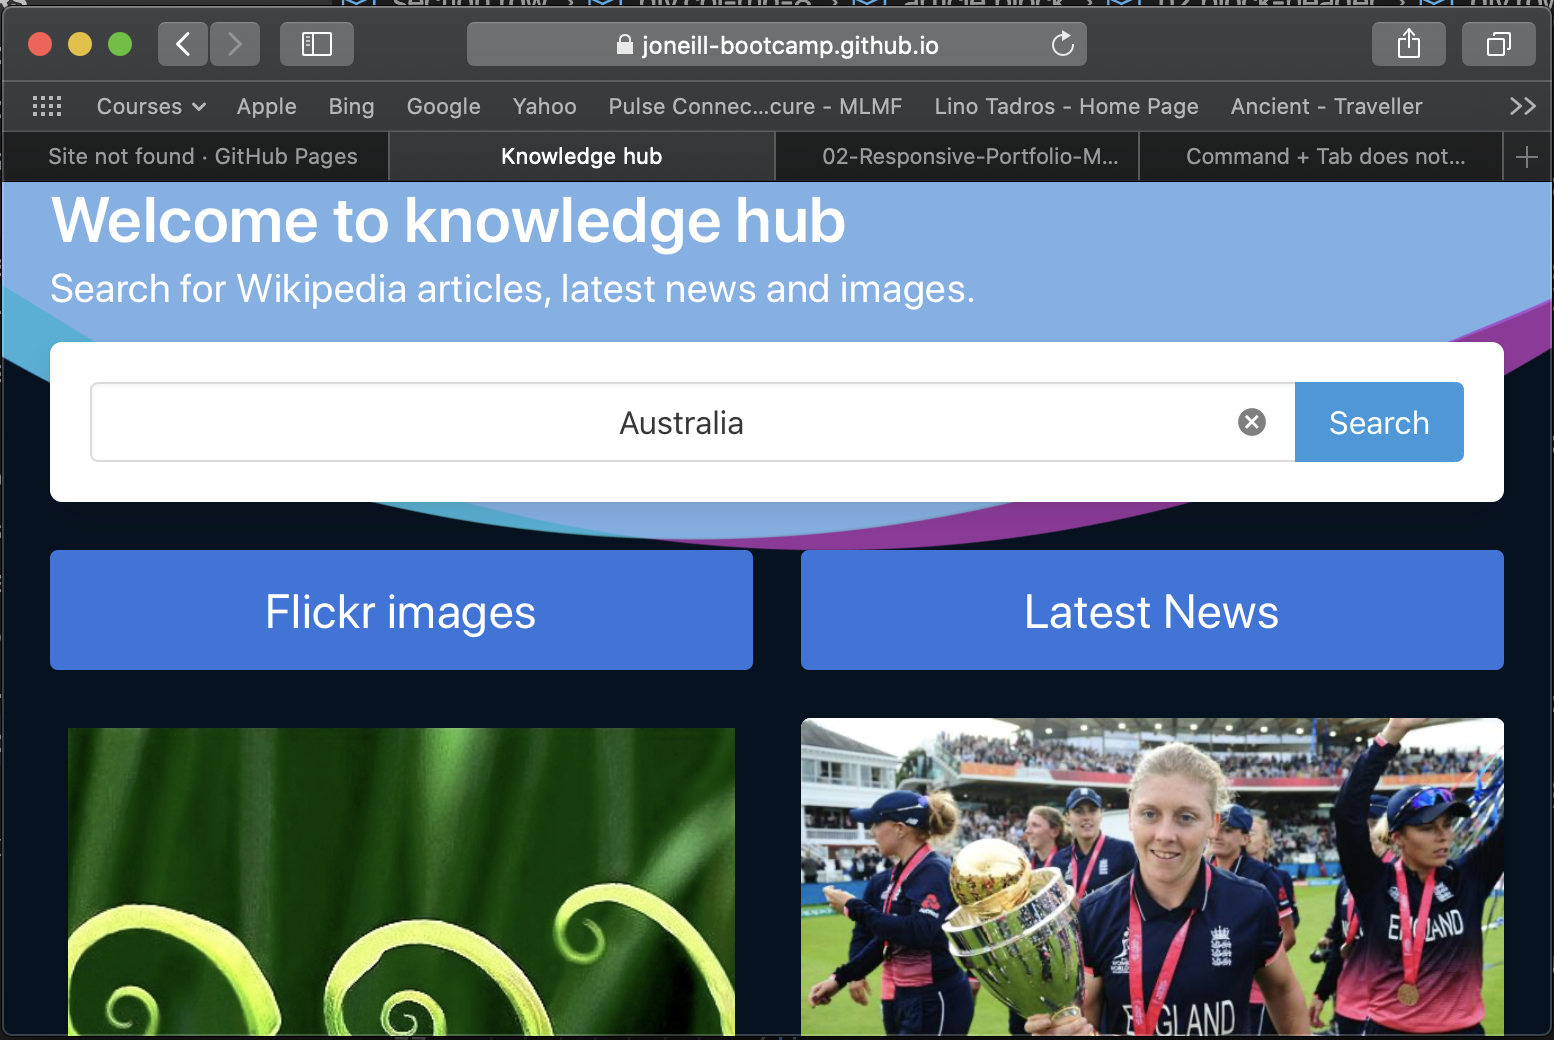 joneill-bootcamp.github.io
Courses Apple Bing Google Yahoo Pulse Connec...cure - MLMF Lino Tadros - Home Page Ancient - Traveller
Site not found · GitHub Pages Knowledge hub 02-Responsive-Portfolio-M... Command + Tab does not...
Welcome to knowledge hub
Search for Wikipedia articles, latest news and images.
Australia Search
Flickr images Latest News
ENGLAND
ENGLAND